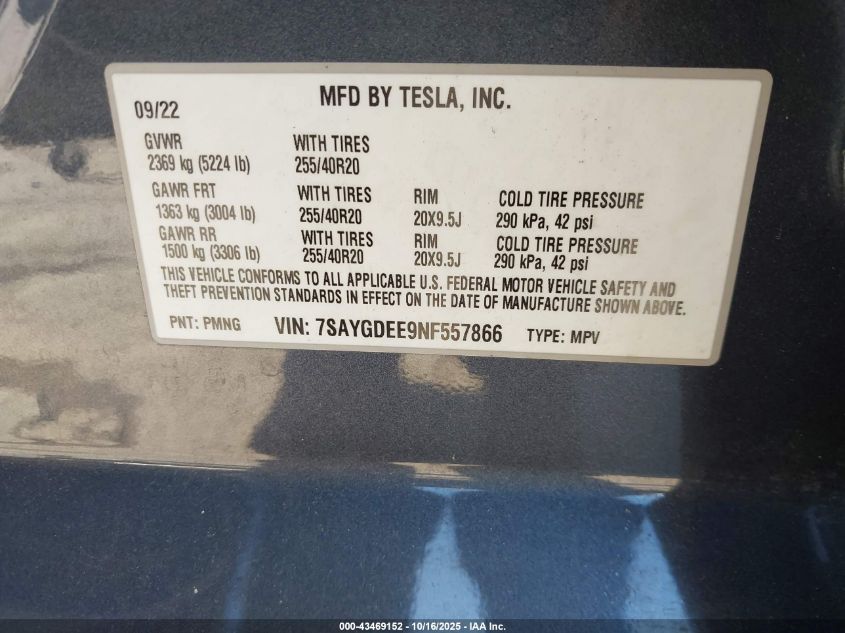 MFD BY TESLA, INC.
09/22
GVWR WITH TIRES
2369 kg (5224 lb) 255/40R20
GAWR FRT WITH TIRES RIM COLD TIRE PRESSURE
1363 kg (3004 lb) 255/40R20 20X9.5J 290 kPa, 42 psi
GAWR RR WITH TIRES RIM COLD TIRE PRESSURE
1500 kg (3306 lb) 255/40R20 20X9.5J 290 kPa, 42 psi
THIS VEHICLE CONFORMS TO ALL APPLICABLE U.S. FEDERAL MOTOR VEHICLE SAFETY AND
THEFT PREVENTION STANDARDS IN EFFECT ON THE DATE OF MANUFACTURE SHOWN ABOVE.
PNT: PMNG VIN: 7SAYGDEE9NF557866 TYPE: MPV
000-43469152 - 10/16/2025 - IAA Inc.